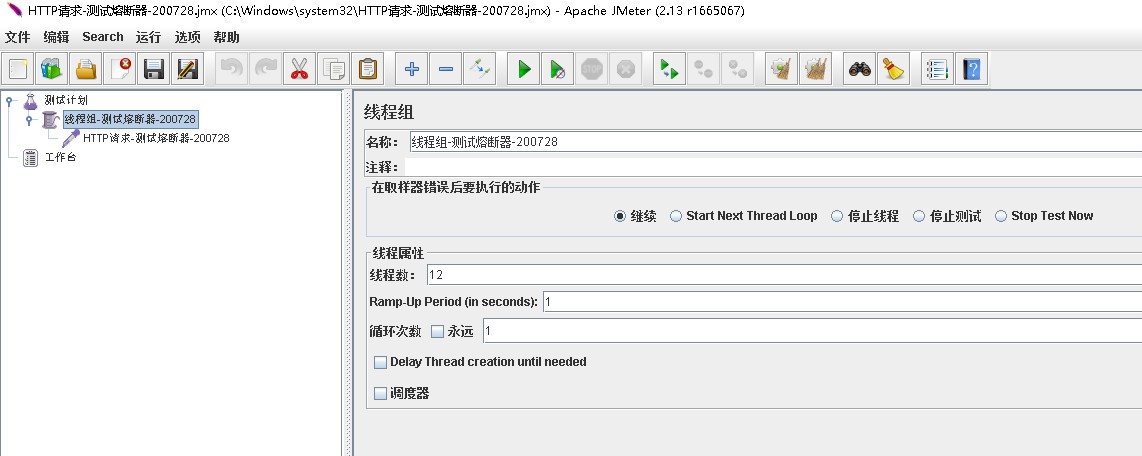 HTTP请求-测试熔断器-200728.jmx (C:\Windows\system32\HTTP请求-测试熔断器-200728.jmx) - Apache JMeter (2.13 r1665067)
文件 编辑 Search 运行 选项 帮助
STOP
测试计划
线程组-测试熔断器-200728
HTTP请求-测试熔断器-200728
工作台
线程组
名称: 线程组-测试熔断器-200728
注释:
在取样器错误后要执行的动作
继续 Start Next Thread Loop 停止线程 停止测试 Stop Test Now
线程属性
线程数: 12
Ramp-Up Period (in seconds): 1
循环次数 永远 1
Delay Thread creation until needed
调度器